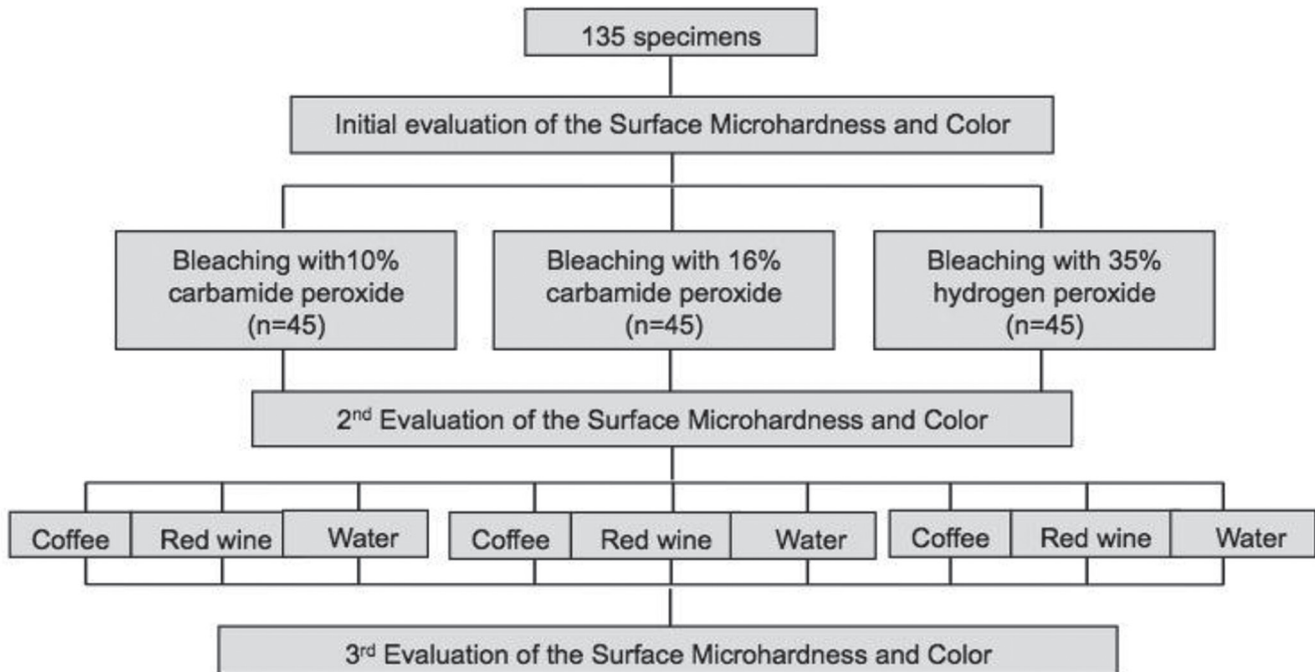 135 specimens
Initial evaluation of the Surface Microhardness and Color
Bleaching with10%
carbamide peroxide
(n=45)
Bleaching with 16%
carbamide peroxide
(n=45)
Bleaching with 35%
hydrogen peroxide
(n=45)
2nd Evaluation of the Surface Microhardness and Color
Coffee
Red wine
Water
Coffee
Red wine
Water
Coffee
Red wine
Water
3rd Evaluation of the Surface Microhardness and Color